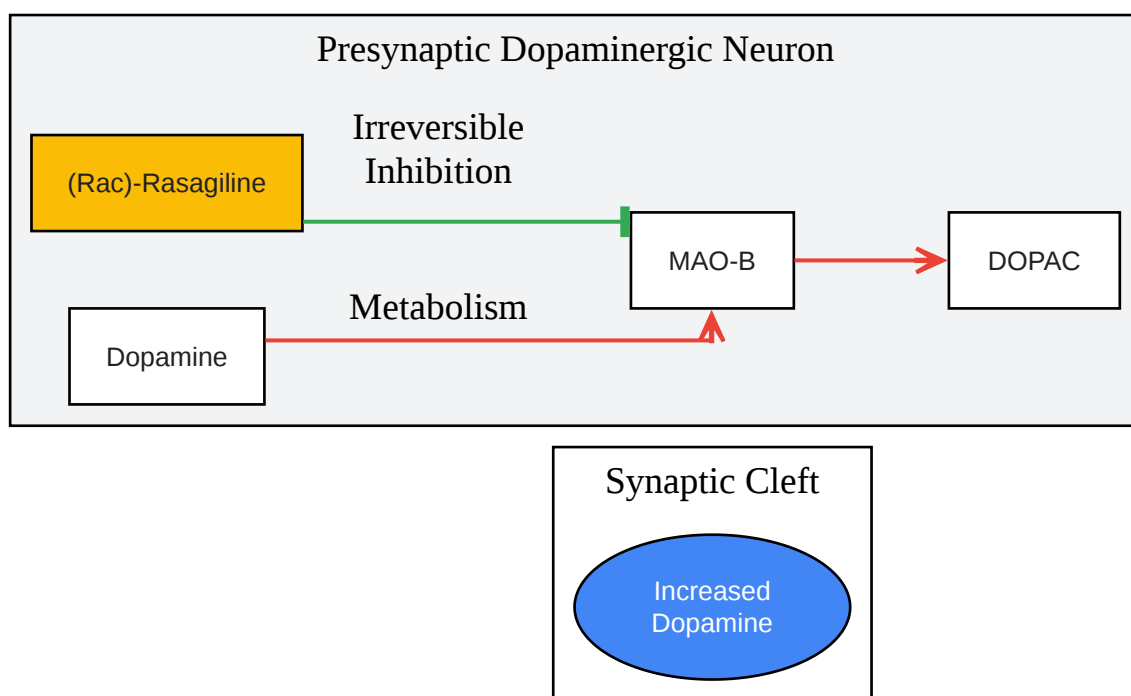 Presynaptic Dopaminergic Neuron
Irreversible
Inhibition
(Rac)-Rasagiline
MAO-B
DOPAC
Metabolism
Dopamine
Synaptic Cleft
Increased
Dopamine